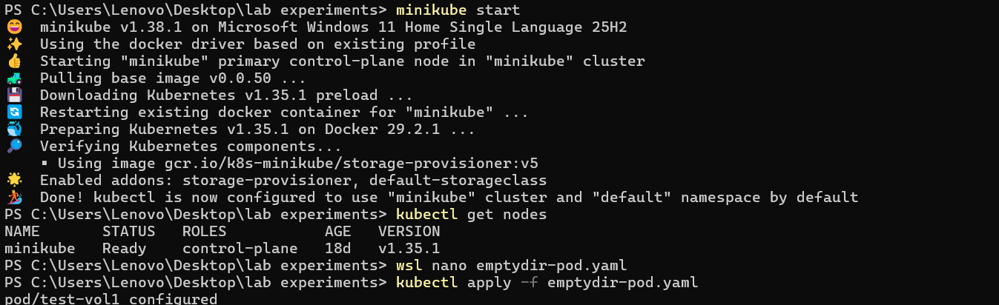 PS C:\Users\Lenovo\Desktop\lab experiments> minikube start
😄  minikube v1.38.1 on Microsoft Windows 11 Home Single Language 25H2
✨  Using the docker driver based on existing profile
👍  Starting "minikube" primary control-plane node in "minikube" cluster
🚜  Pulling base image v0.0.50 ...
💾  Downloading Kubernetes v1.35.1 preload ...
🔄  Restarting existing docker container for "minikube" ...
🐳  Preparing Kubernetes v1.35.1 on Docker 29.2.1 ...
🔎  Verifying Kubernetes components...
    ▪ Using image gcr.io/k8s-minikube/storage-provisioner:v5
🌟  Enabled addons: storage-provisioner, default-storageclass
🏄  Done! kubectl is now configured to use "minikube" cluster and "default" namespace by default
PS C:\Users\Lenovo\Desktop\lab experiments> kubectl get nodes
NAME       STATUS   ROLES           AGE   VERSION
minikube   Ready    control-plane   18d   v1.35.1
PS C:\Users\Lenovo\Desktop\lab experiments> wsl nano emptydir-pod.yaml
PS C:\Users\Lenovo\Desktop\lab experiments> kubectl apply -f emptydir-pod.yaml
pod/test-vol1 configured